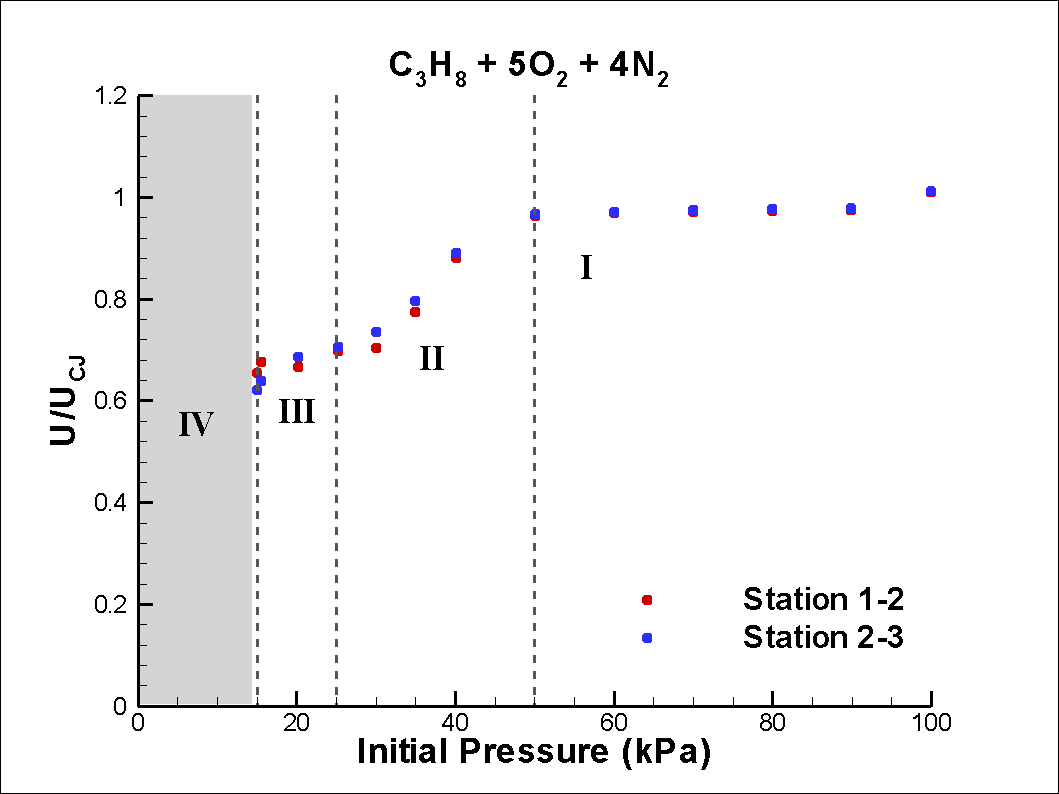 C₃H₈ + 5O₂ + 4N₂
1.2
1
0.8
0.6
0.4
0.2
0
U/U_CJ
I
II
III
IV
Station 1-2
Station 2-3
0 20 40 60 80 100
Initial Pressure (kPa)